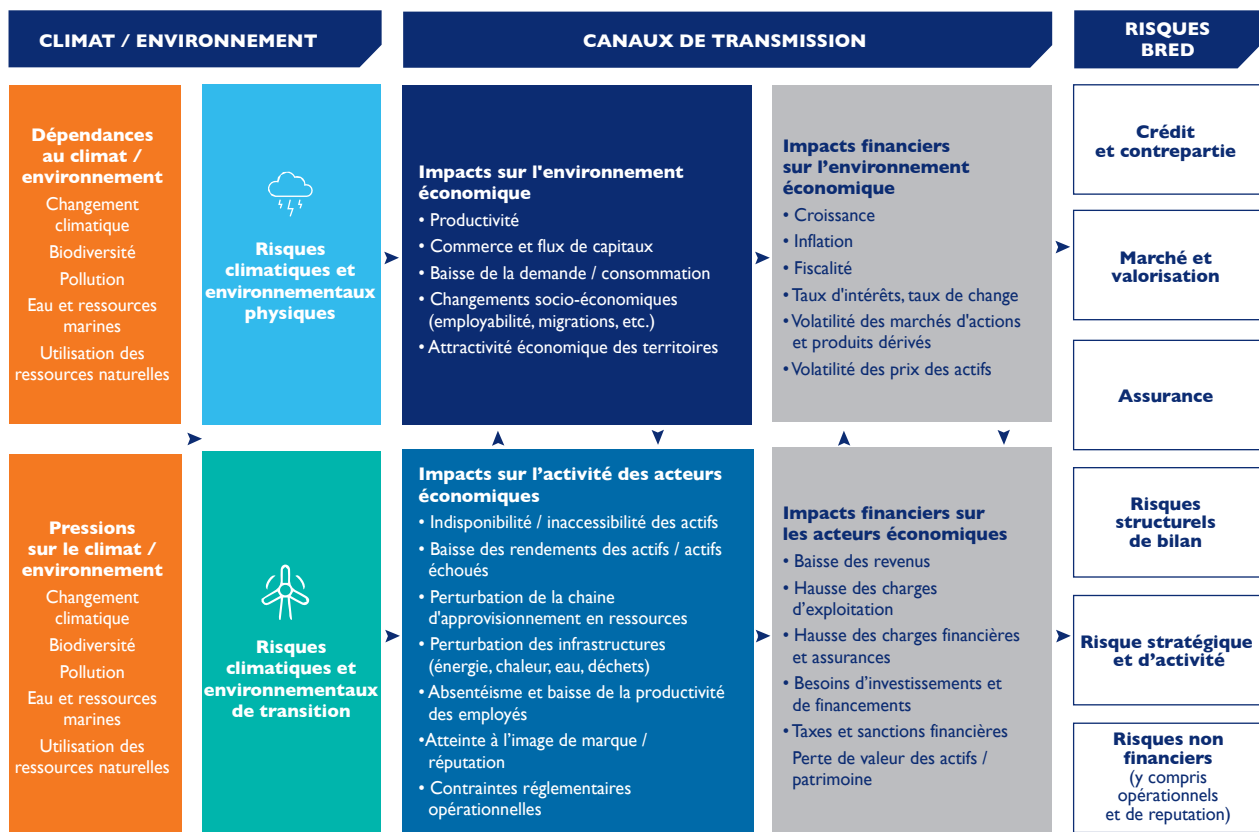 CLIMAT / ENVIRONNEMENT
CANAUX DE TRANSMISSION
RISQUES
BRED
Dépendances
au climat /
environnement
Changement
climatique
Biodiversité
Pollution
Eau et ressources
marines
Utilisation des
ressources naturelles
Risques
climatiques et
environnementaux
physiques
Impacts sur l'environnement
économique
• Productivité
• Commerce et flux de capitaux
• Baisse de la demande / consommation
• Changements socio-économiques
(employabilité, migrations, etc.)
• Attractivité économique des territoires
Impacts financiers
sur l’environnement
économique
• Croissance
• Inflation
• Fiscalité
• Taux d'intérêts, taux de change
• Volatilité des marchés d'actions
et produits dérivés
• Volatilité des prix des actifs
Crédit
et contrepartie
Marché et
valorisation
Assurance
Pressions
sur le climat /
environnement
Changement
climatique
Biodiversité
Pollution
Eau et ressources
marines
Utilisation des
ressources naturelles
Risques
climatiques et
environnementaux
de transition
Impacts sur l’activité des acteurs
économiques
• Indisponibilité / inaccessibilité des actifs
• Baisse des rendements des actifs / actifs
échoués
• Perturbation de la chaine
d'approvisionnement en ressources
• Perturbation des infrastructures
(énergie, chaleur, eau, déchets)
• Absentéisme et baisse de la productivité
des employés
•Atteinte à l’image de marque /
réputation
• Contraintes réglementaires
opérationnelles
Impacts financiers sur
les acteurs économiques
• Baisse des revenus
• Hausse des charges
d’exploitation
• Hausse des charges financières
et assurances
• Besoins d’investissements et
de financements
• Taxes et sanctions financières
Perte de valeur des actifs /
patrimoine
Risques
structurels
de bilan
Risque stratégique
et d’activité
Risques non
financiers
(y compris
opérationnels
et de reputation)